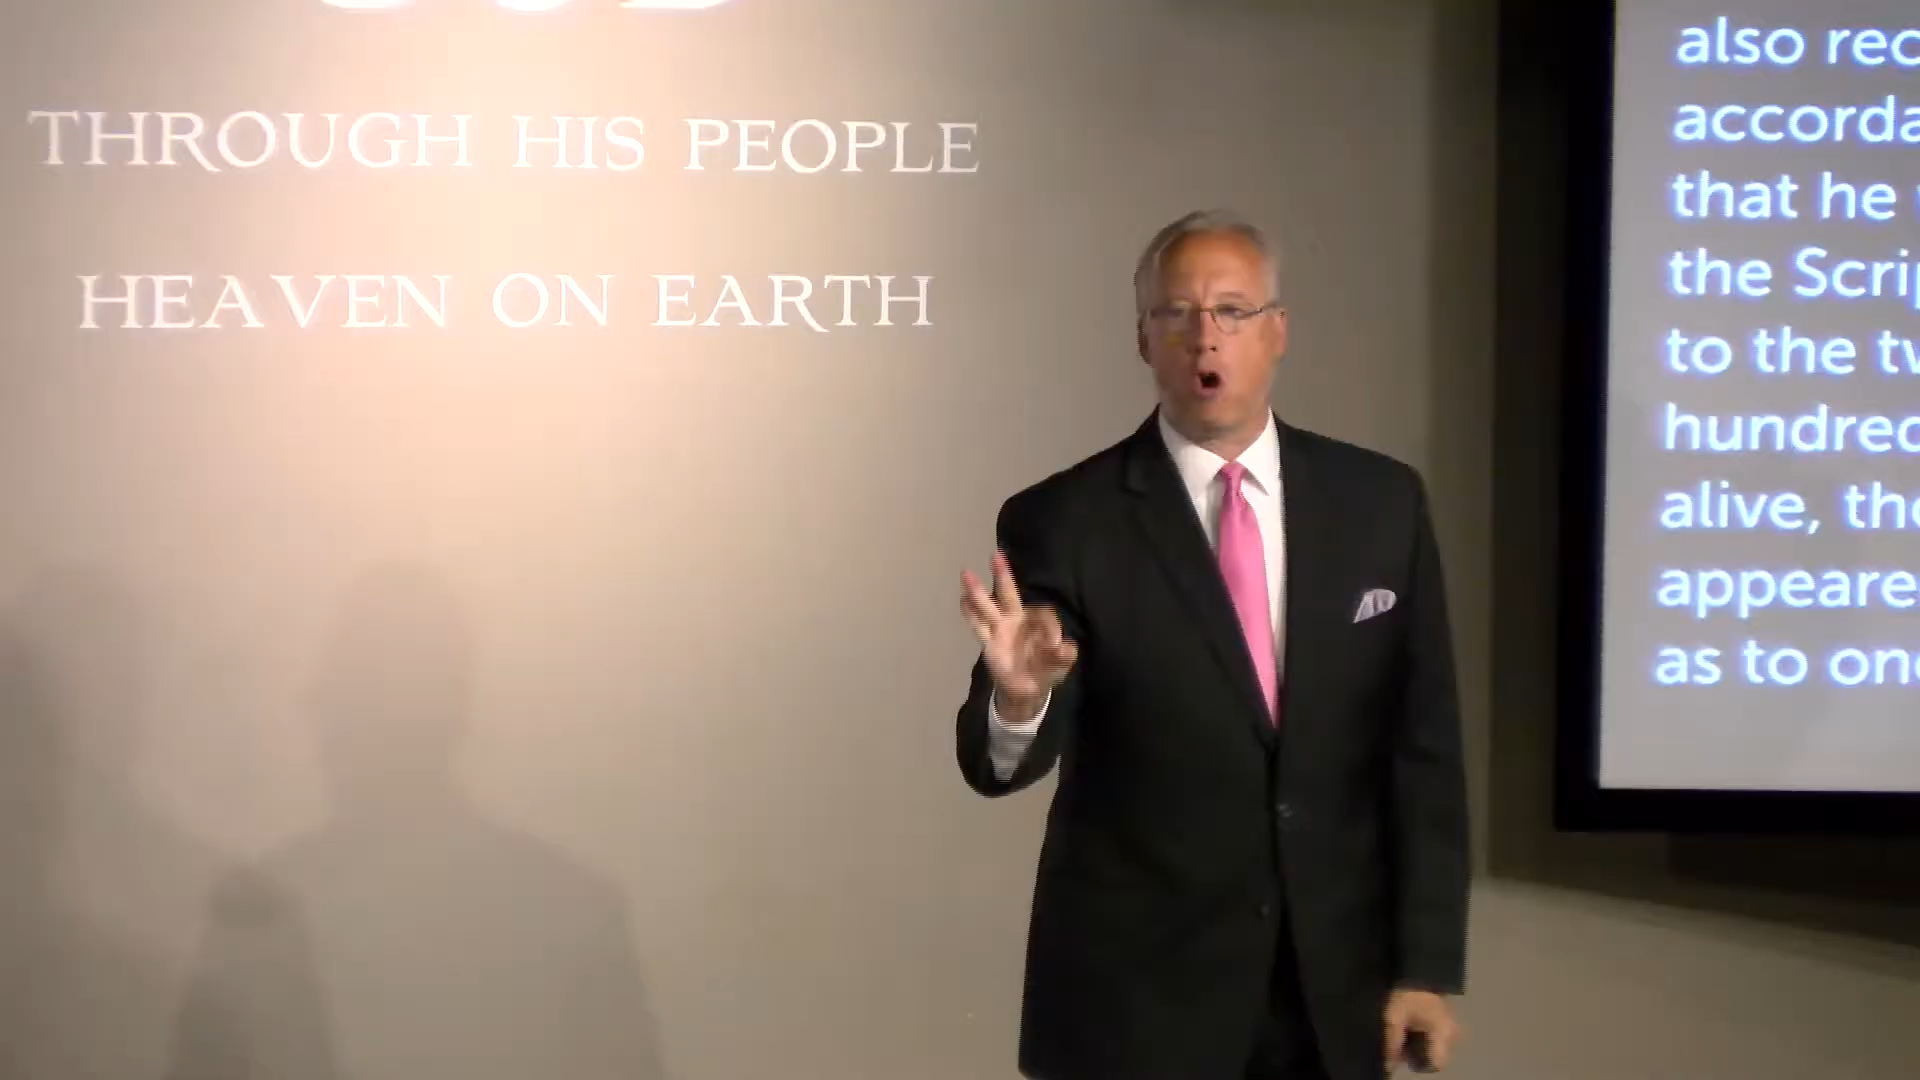 THROUGH HIS PEOPLE
HEAVEN ON EARTH
also rec
accorda
that he
the Scrip
to the tw
hundred
alive, the
appeare
as to one